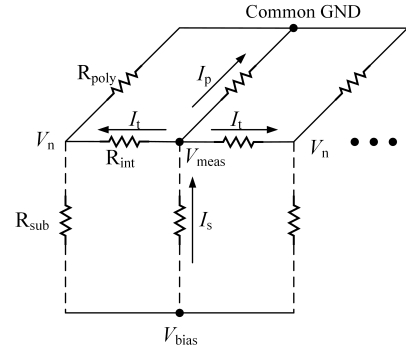 Common GND
R_poly
I_p
I_t
I_t
V_n
R_int
V_meas
V_n
R_sub
I_s
V_bias